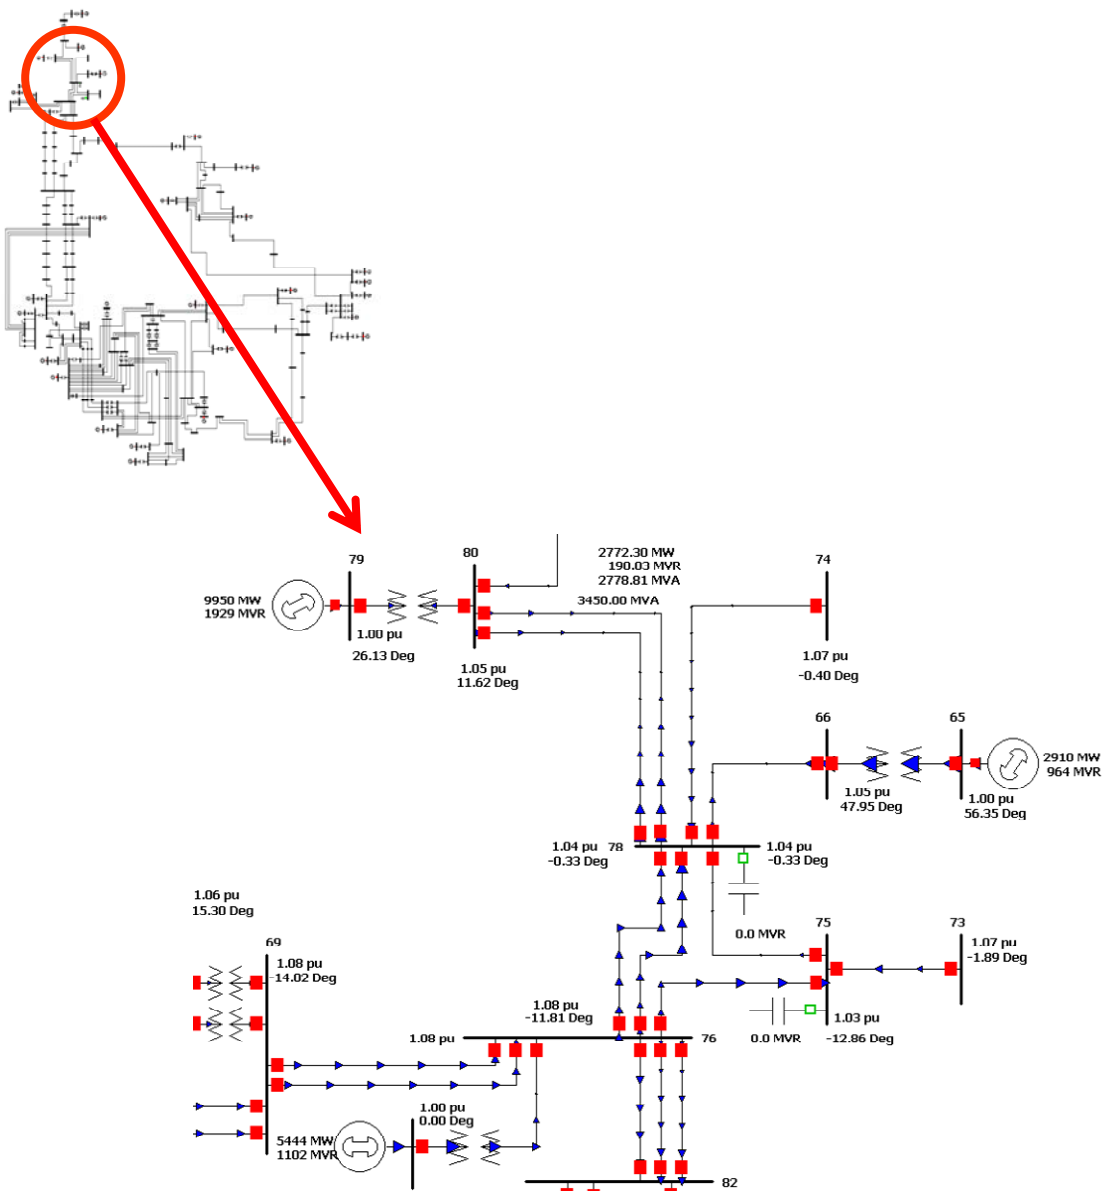 79
80
2772.30 MW
190.03 MVR
2778.81 MVA
3450.00 MVA
74
9950 MW
1929 MVR
1.00 pu
26.13 Deg
1.05 pu
11.62 Deg
1.07 pu
-0.40 Deg
66
65
2910 MW
964 MVR
1.05 pu
47.95 Deg
1.00 pu
56.35 Deg
1.04 pu
-0.33 Deg
78
1.04 pu
-0.33 Deg
1.06 pu
15.30 Deg
0.0 MVR
75
73
69
1.08 pu
-14.02 Deg
1.07 pu
-1.89 Deg
1.08 pu
-11.81 Deg
1.03 pu
-12.86 Deg
0.0 MVR
1.08 pu
76
1.00 pu
0.00 Deg
5444 MW
1102 MVR
82